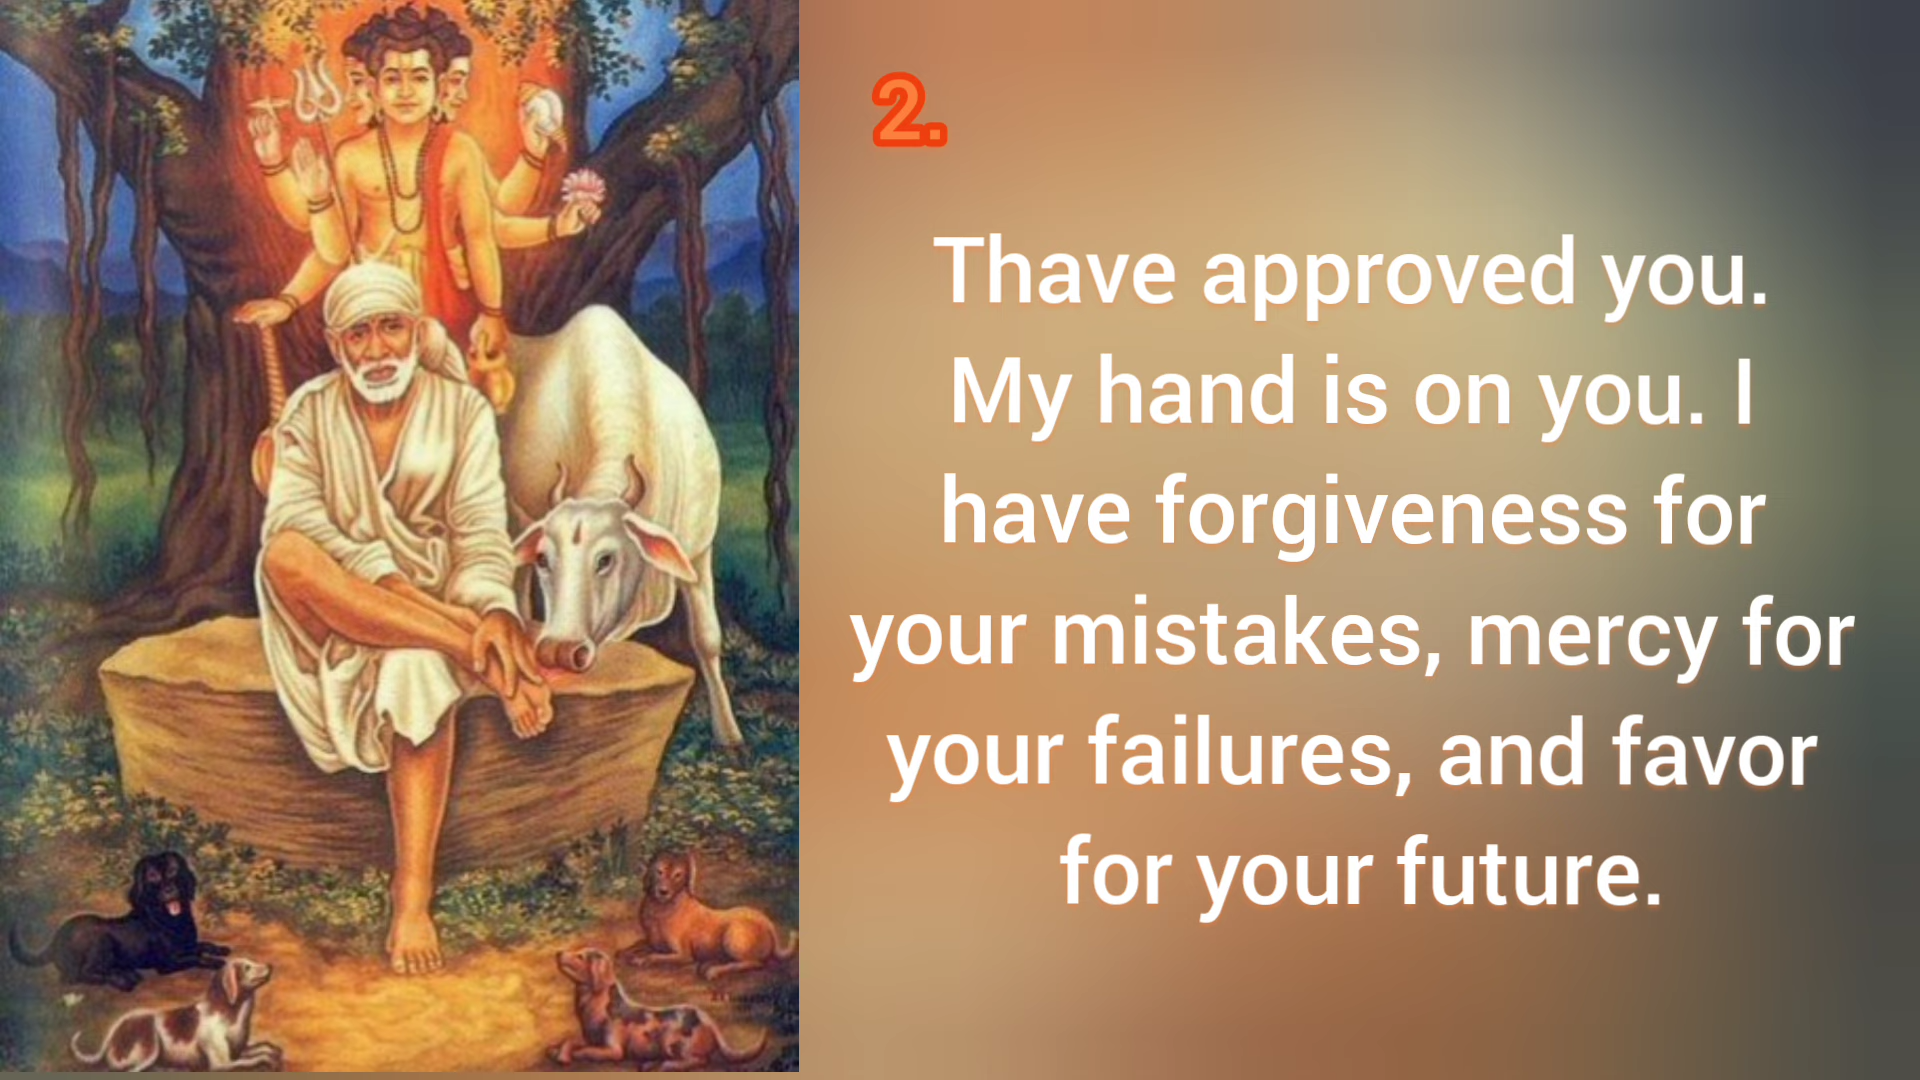 2.
Thave approved you.
My hand is on you. I
have forgiveness for
your mistakes, mercy for
your failures, and favor
for your future.